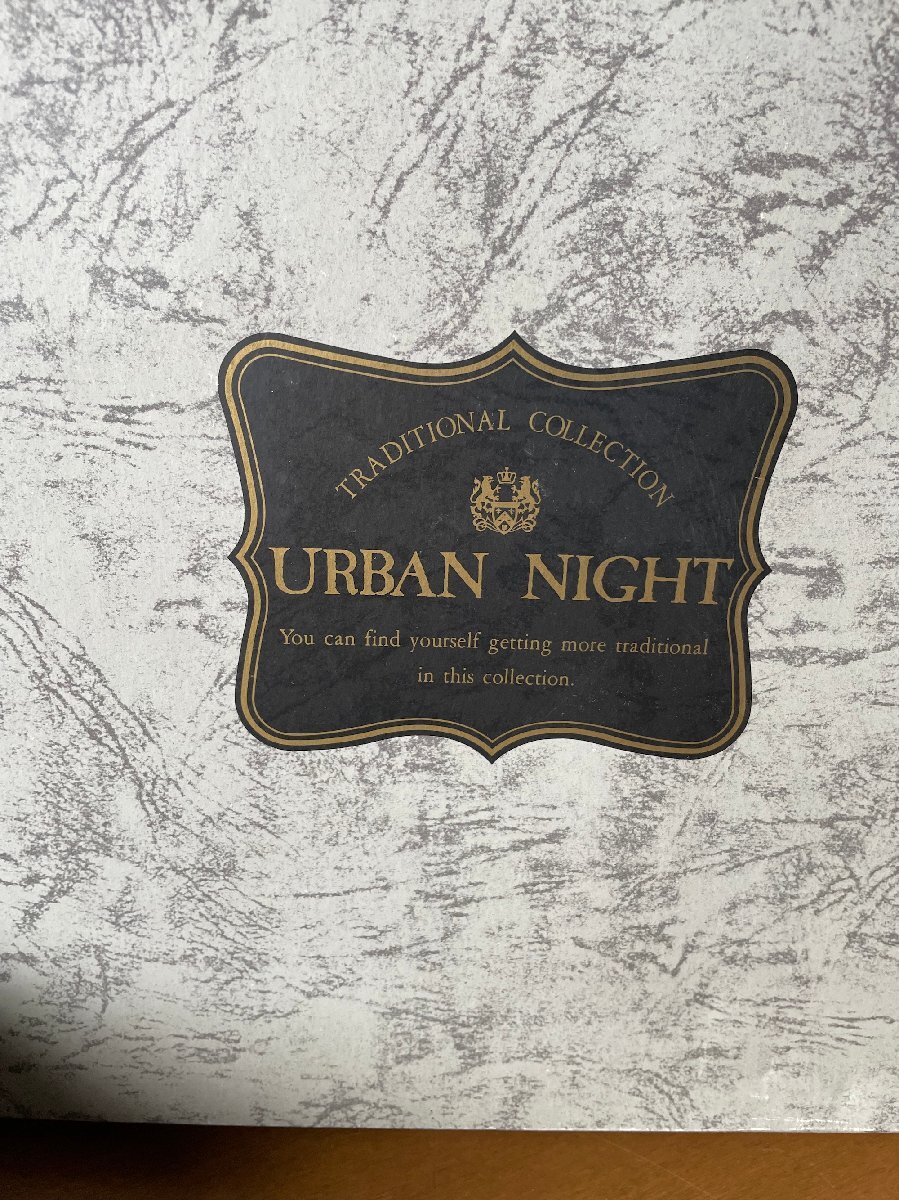 TRADITIONAL COLLECTION
URBAN NIGHT
You can find yourself getting more traditional
in this collection.